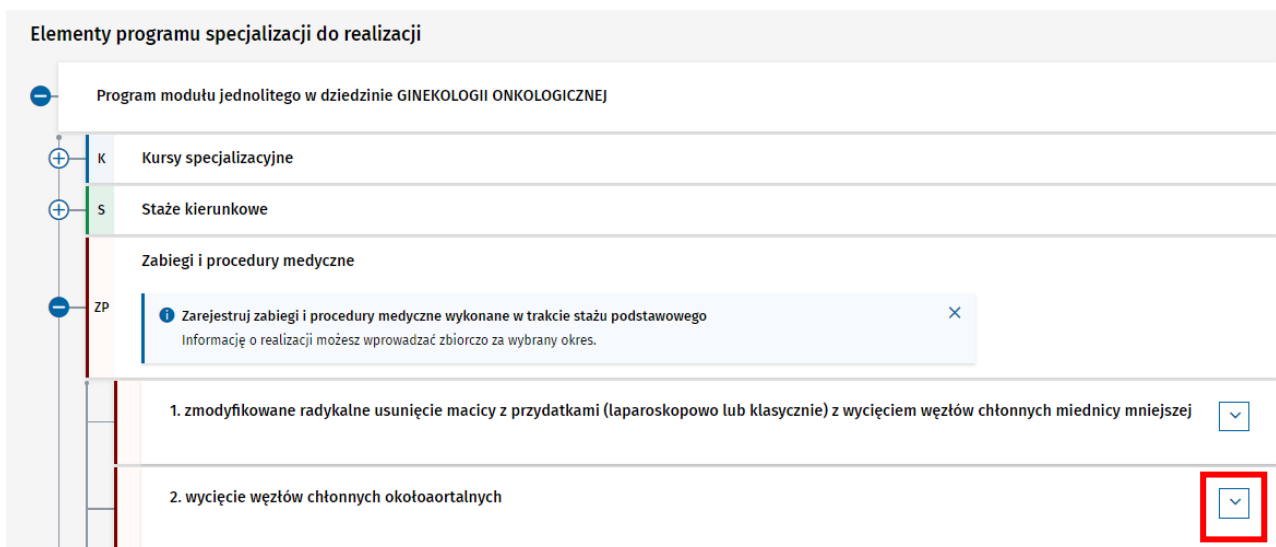 Elementy programu specjalizacji do realizacji
Program modułu jednolitego w dziedzinie GINEKOLOGII ONKOLOGICZNEJ
K Kursy specjalizacyjne
S Staże kierunkowe
Zabiegi i procedury medyczne
ZP
Zarejestruj zabiegi i procedury medyczne wykonane w trakcie stażu podstawowego
Informację o realizacji możesz wprowadzać zbiorczo za wybrany okres.
1. zmodyfikowane radykalne usunięcie macicy z przydatkami (laparoskopowo lub klasycznie) z wycięciem węzłów chłonnych miednicy mniejszej
2. wycięcie węzłów chłonnych okołoaortalnych